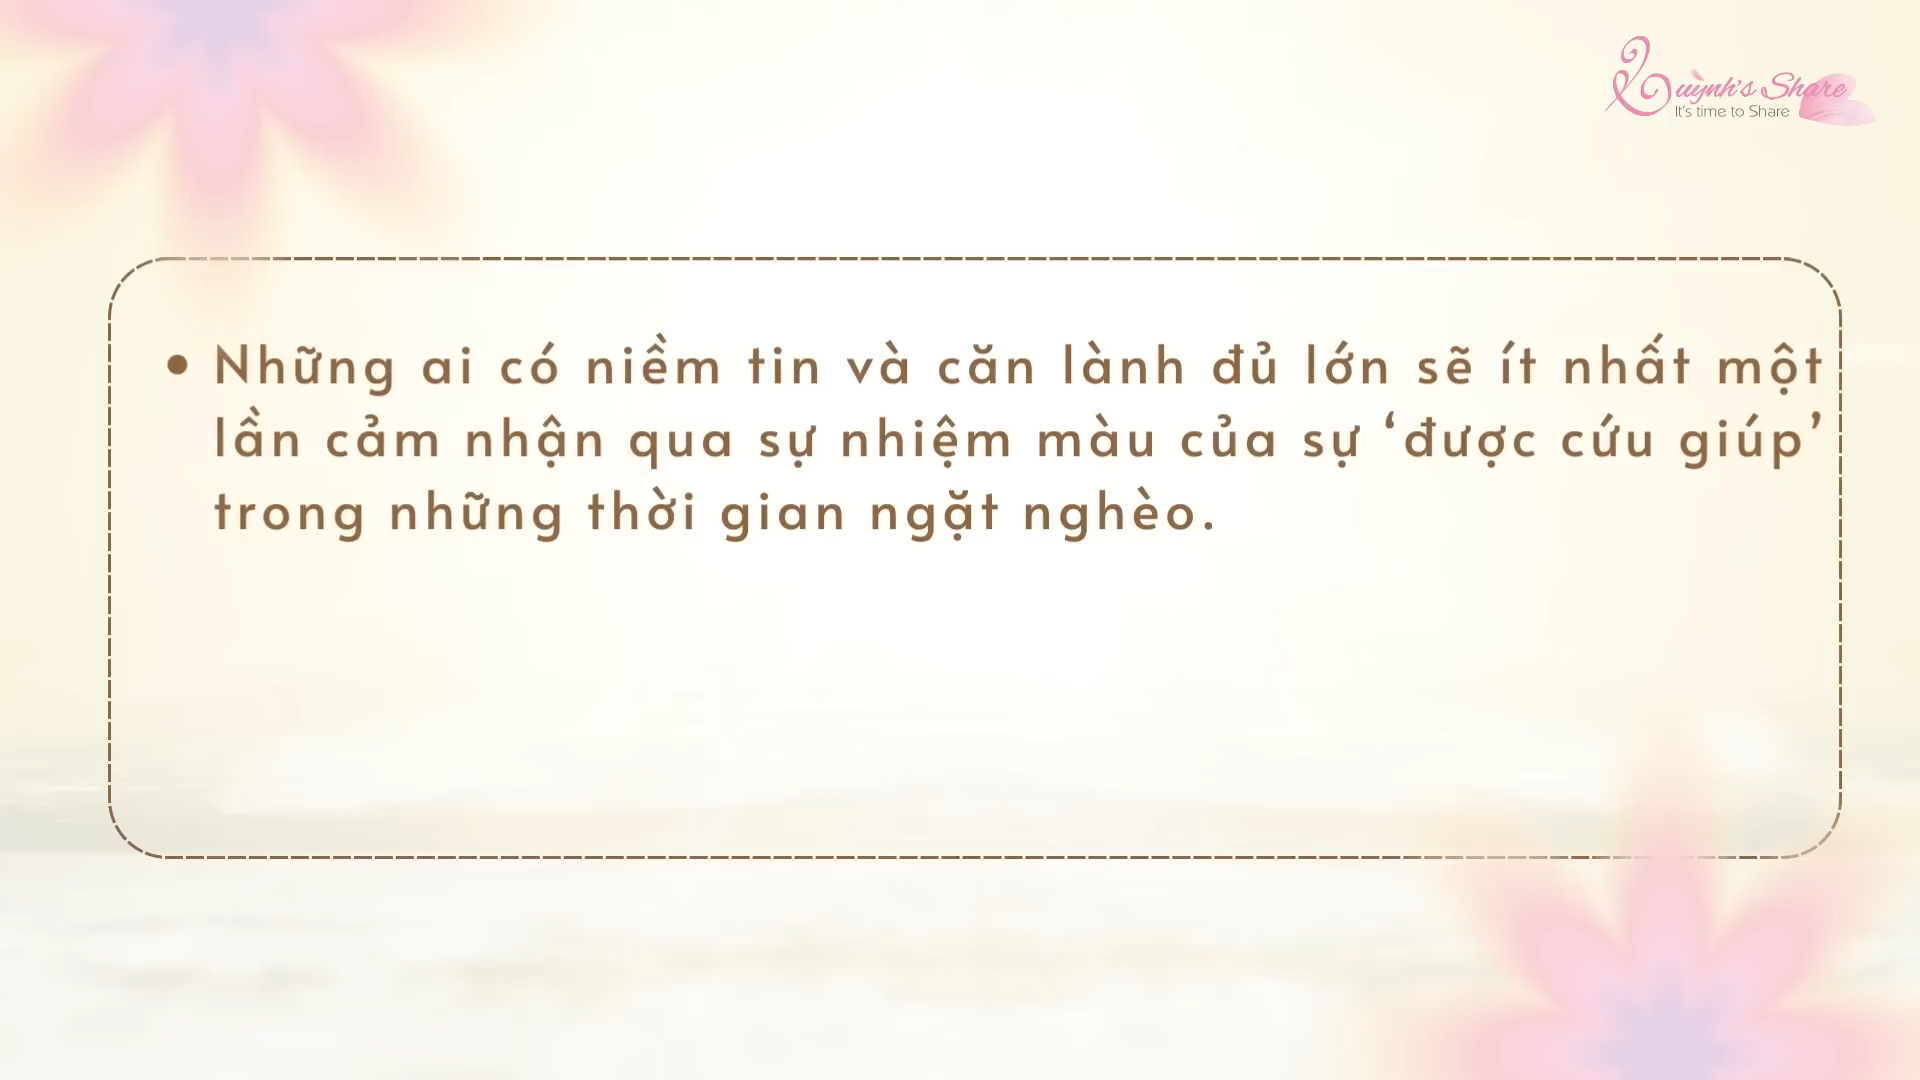 Quỳnh's Share
It's time to Share
• Những ai có niềm tin và căn lành đủ lớn sẽ ít nhất một
lần cảm nhận qua sự nhiệm màu của sự ‘được cứu giúp’
trong những thời gian ngặt nghèo.